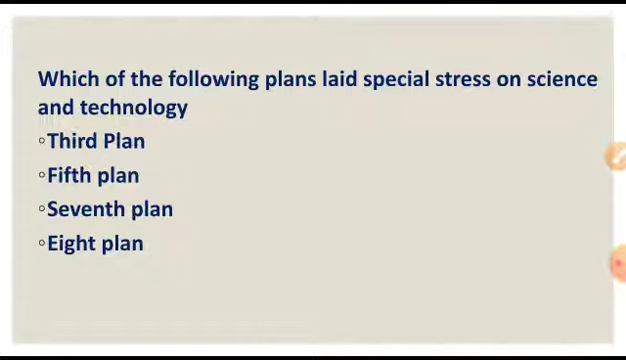 Which of the following plans laid special stress on science
and technology
◦Third Plan
◦Fifth plan
◦Seventh plan
◦Eight plan